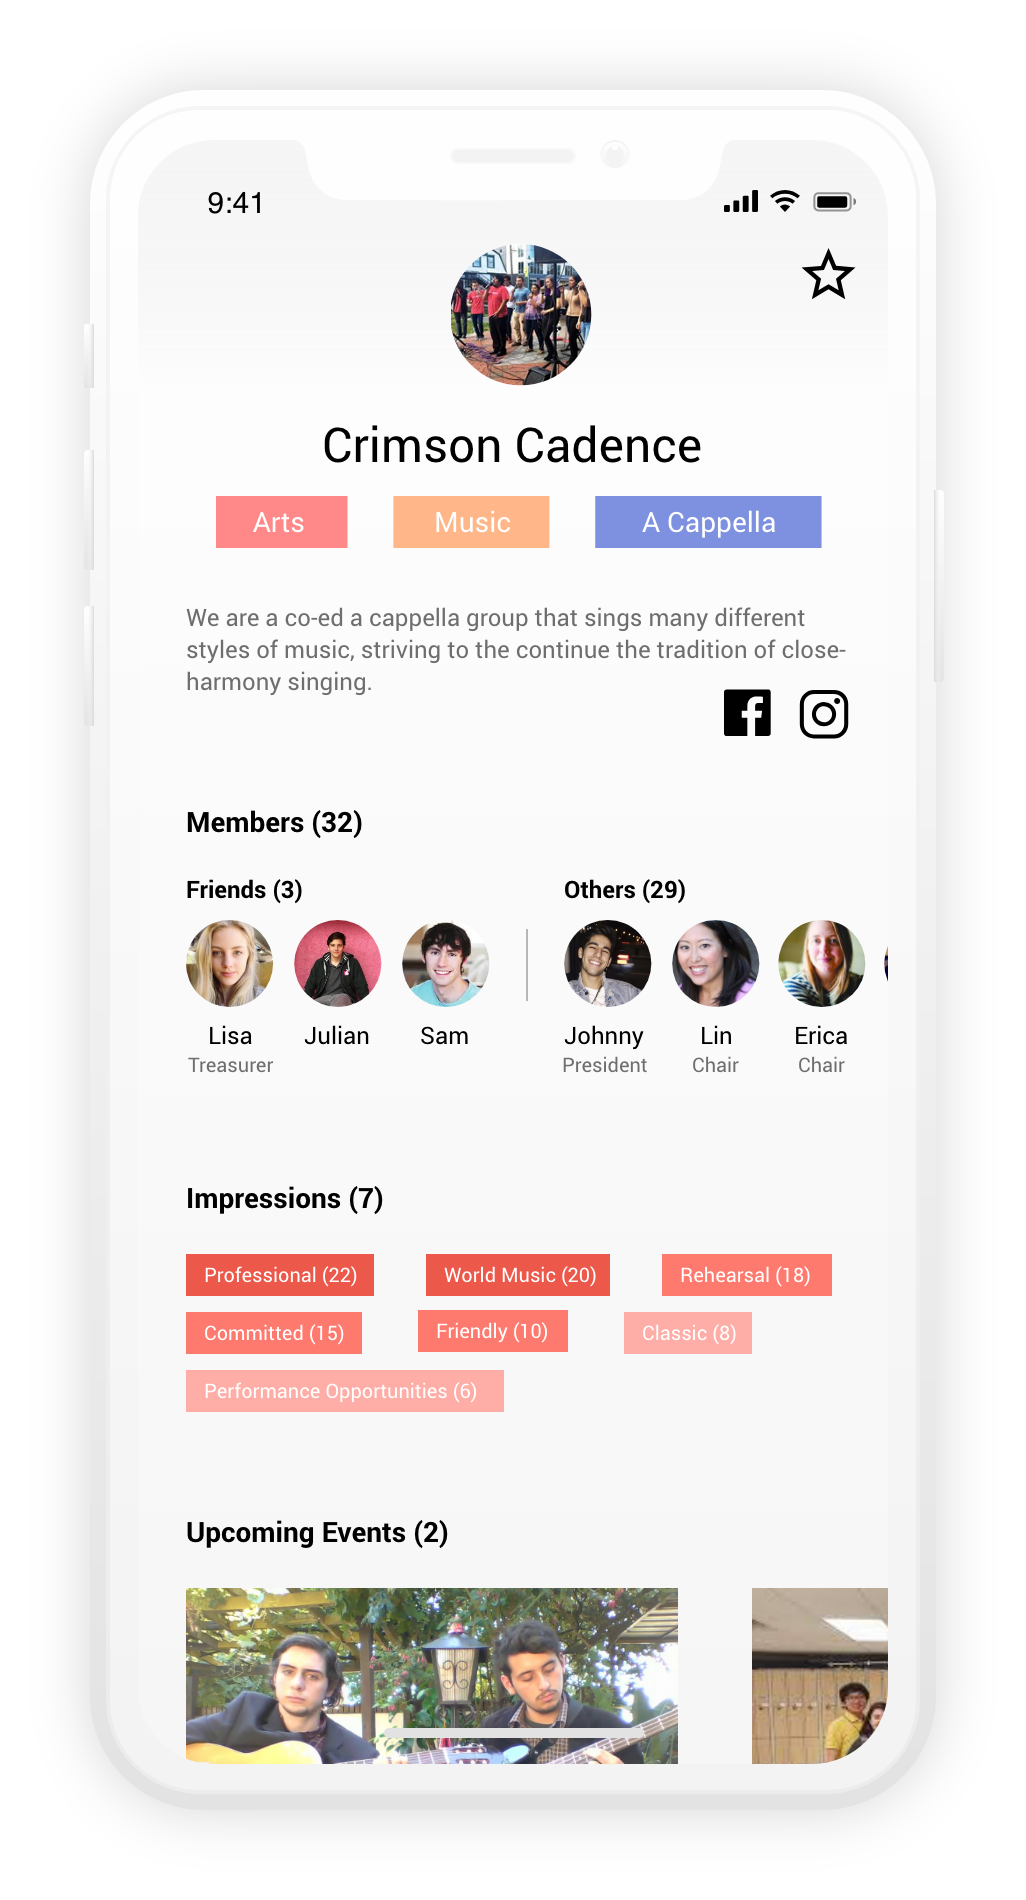 9:41
Crimson Cadence
Arts Music A Cappella
We are a co-ed a cappella group that sings many different
styles of music, striving to the continue the tradition of close-
harmony singing.
Members (32)
Friends (3) Others (29)
Lisa Julian Sam Johnny Lin Erica
Treasurer President Chair Chair
Impressions (7)
Professional (22) World Music (20) Rehearsal (18)
Committed (15) Friendly (10) Classic (8)
Performance Opportunities (6)
Upcoming Events (2)